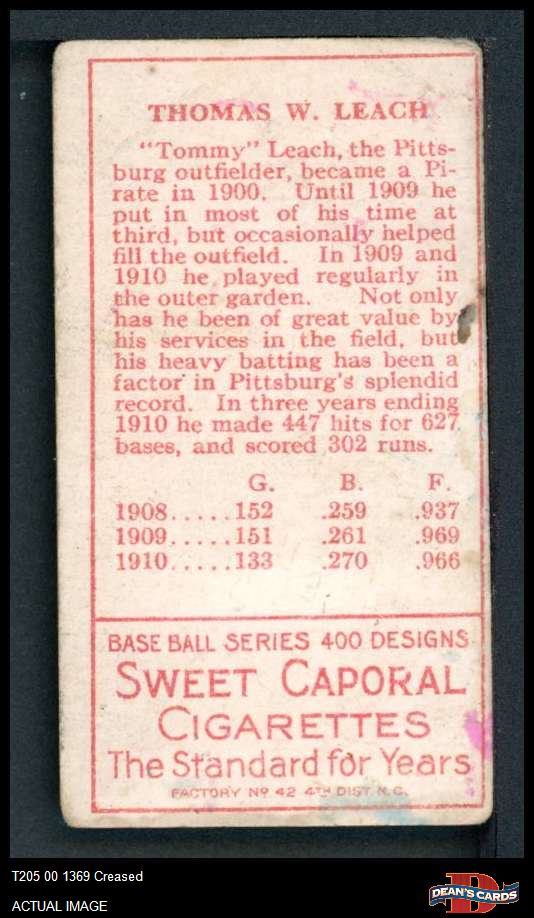 THOMAS W. LEACH
"Tommy" Leach, the Pitts-
burg outfielder, became a Pi-
rate in 1900. Until 1909 he
put in most of his time at
third, but occasionally helped
fill the outfield. In 1909 and
1910 he played regularly in
the outer garden. Not only
has he been of great value by
his services in the field, but
his heavy batting has been a
factor in Pittsburg's splendid
record. In three years ending
1910 he made 447 hits for 627
bases, and scored 302 runs.
G. B. F.
1908.....152 .259 .937
1909.....151 .261 .969
1910.....133 .270 .966
BASE BALL SERIES 400 DESIGNS
SWEET CAPORAL
CIGARETTES
The Standard for Years
FACTORY Nº 42 4TH DIST. N.C.
T205 00 1369 Creased
ACTUAL IMAGE
D
DEAN'S CARDS